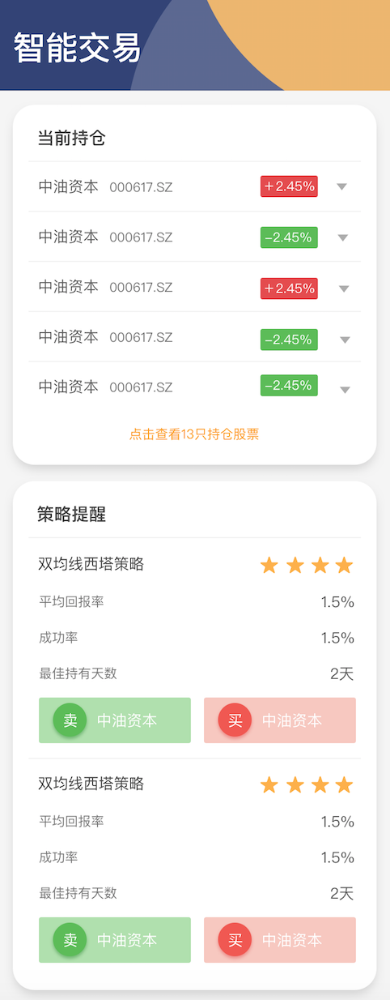 智能交易
当前持仓
中油资本 000617.SZ +2.45%
中油资本 000617.SZ -2.45%
中油资本 000617.SZ +2.45%
中油资本 000617.SZ -2.45%
中油资本 000617.SZ -2.45%
点击查看13只持仓股票
策略提醒
双均线西塔策略
平均回报率 1.5%
成功率 1.5%
最佳持有天数 2天
卖 中油资本 买 中油资本
双均线西塔策略
平均回报率 1.5%
成功率 1.5%
最佳持有天数 2天
卖 中油资本 买 中油资本